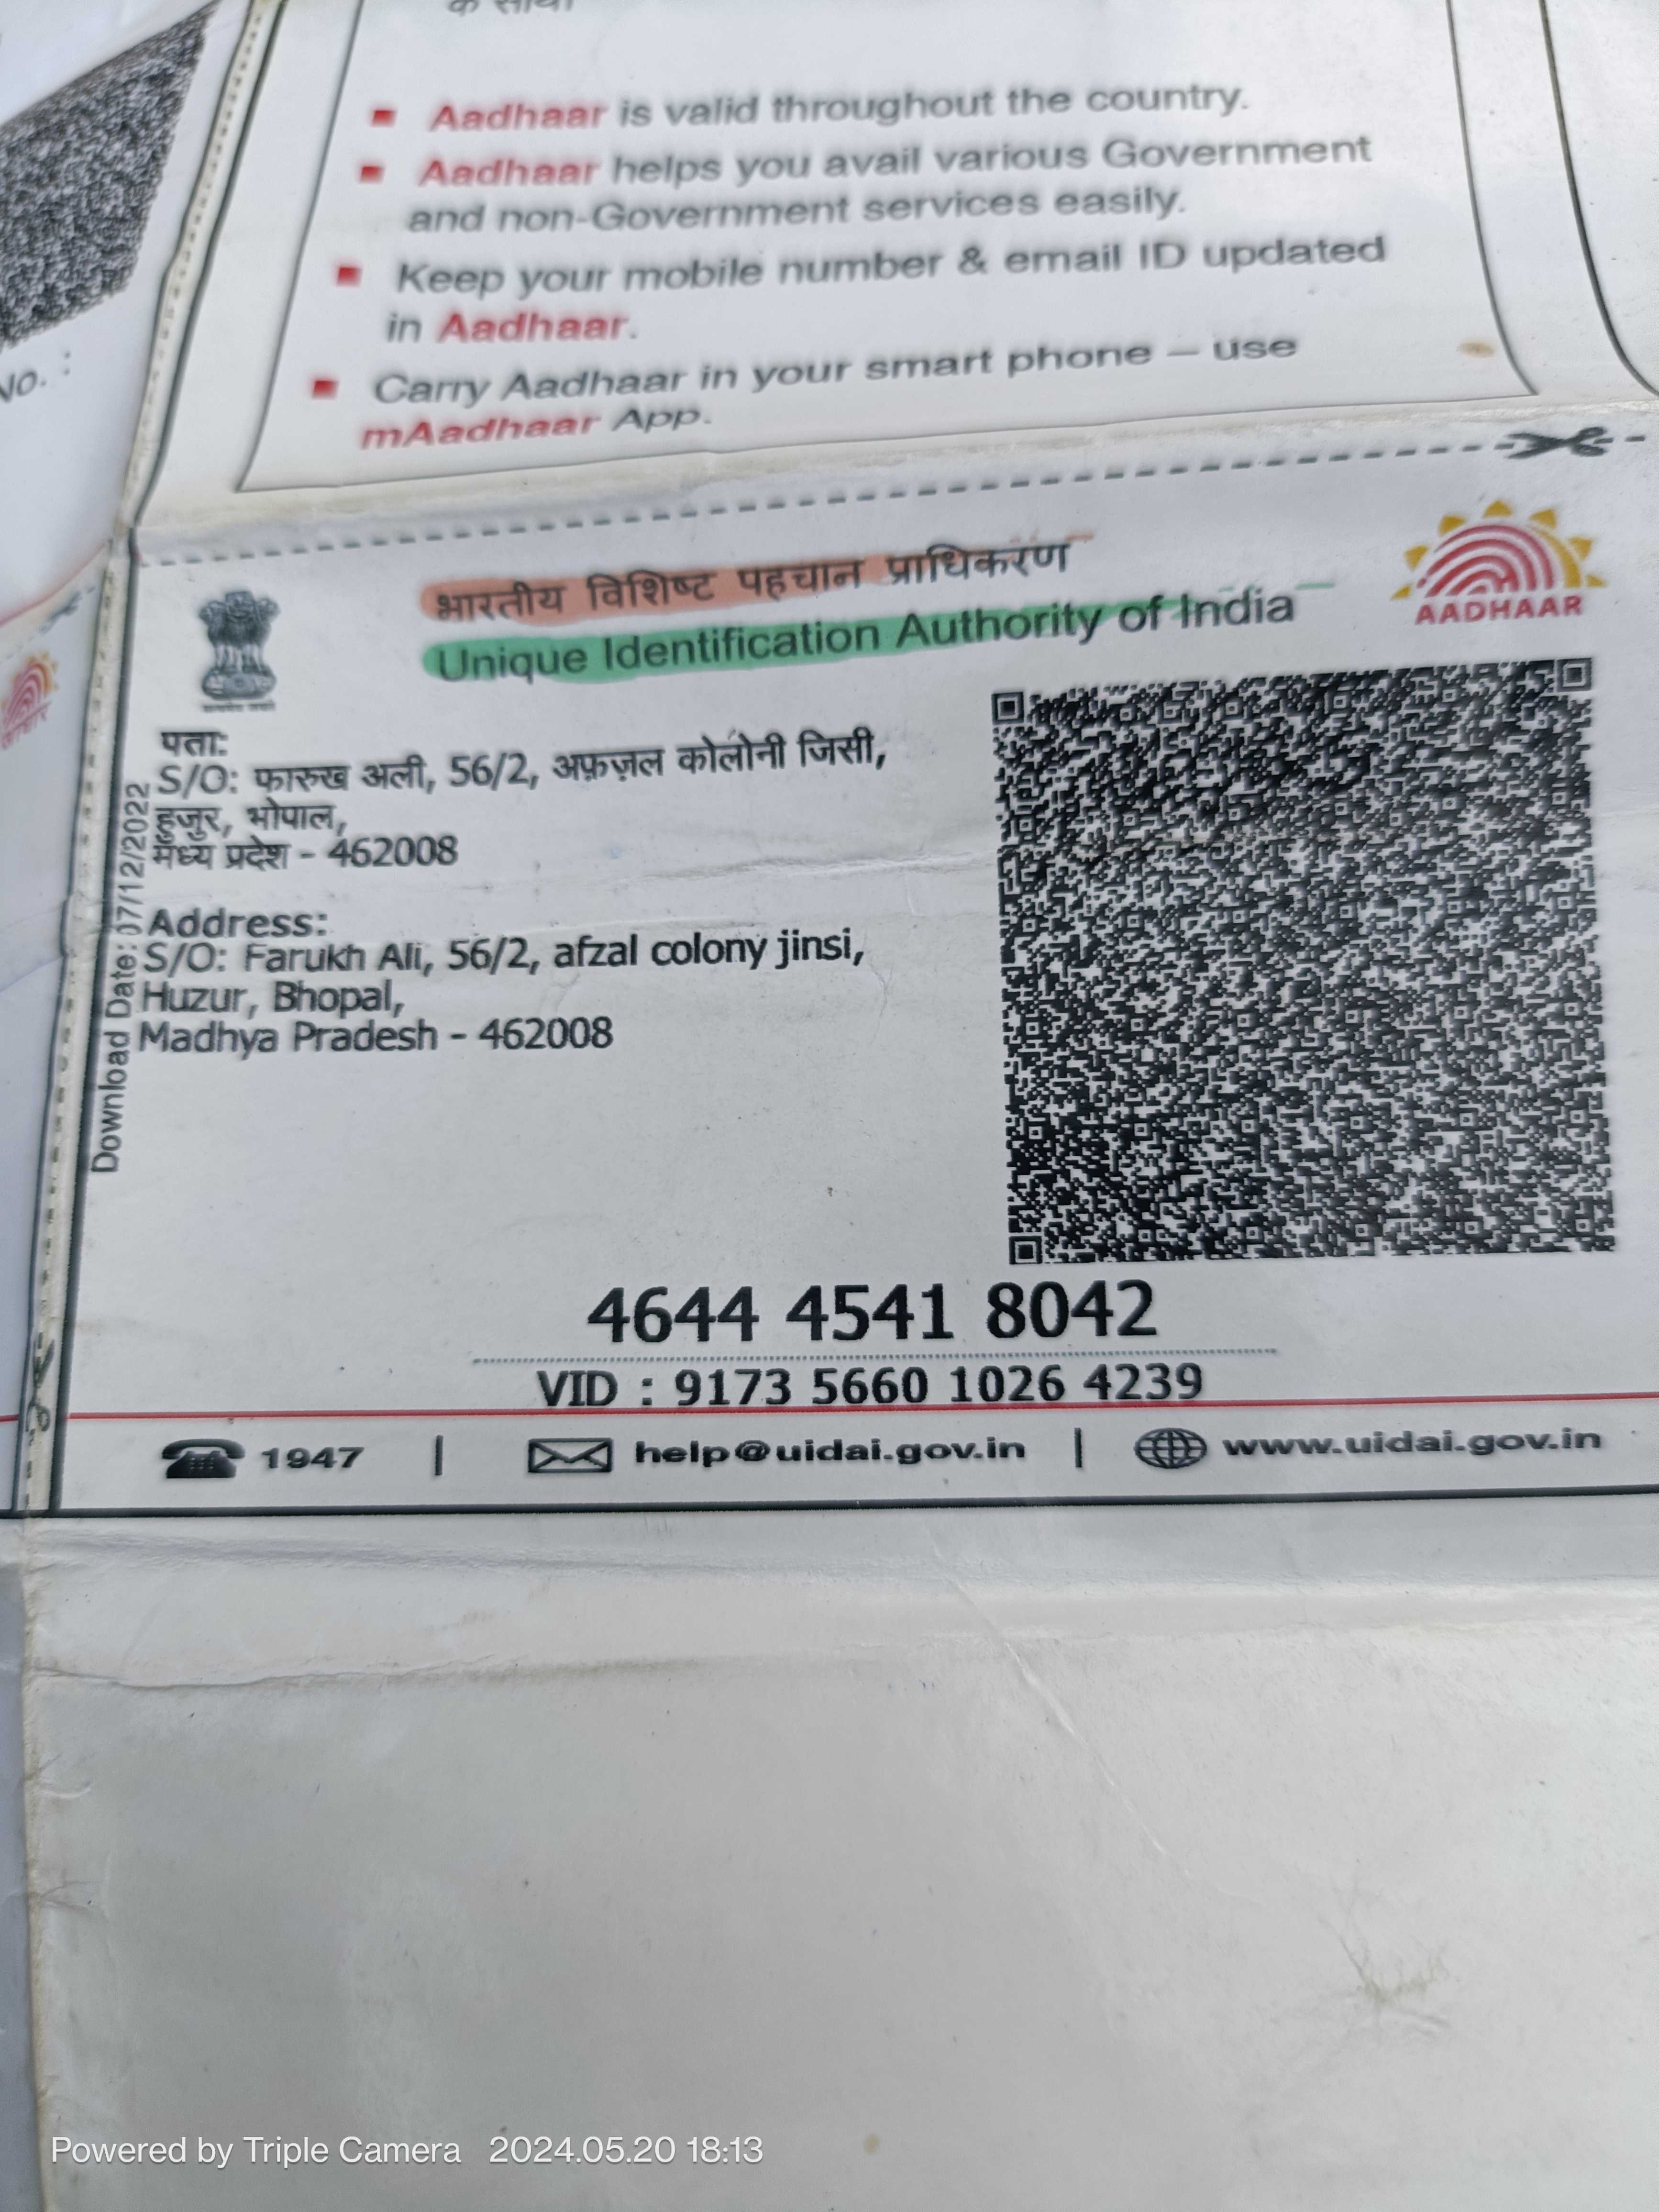 Aadhaar is valid throughout the country.
Aadhaar helps you avail various Government
and non-Government services easily.
Keep your mobile number & email ID updated
in Aadhaar.
Carry Aadhaar in your smart phone – use
mAadhaar App.
No. :
भारतीय विशिष्ट पहचान प्राधिकरण
Unique Identification Authority of India
AADHAAR
पता:
S/O: फारुख अली, 56/2, अफ़ज़ल कोलोनी जिसी,
हुजुर, भोपाल,
मध्य प्रदेश - 462008
Address:
S/O: Farukh Ali, 56/2, afzal colony jinsi,
Huzur, Bhopal,
Madhya Pradesh - 462008
Download Date: 07/12/2022
4644 4541 8042
VID : 9173 5660 1026 4239
1947 | help@uidai.gov.in | www.uidai.gov.in
Powered by Triple Camera 2024.05.20 18:13